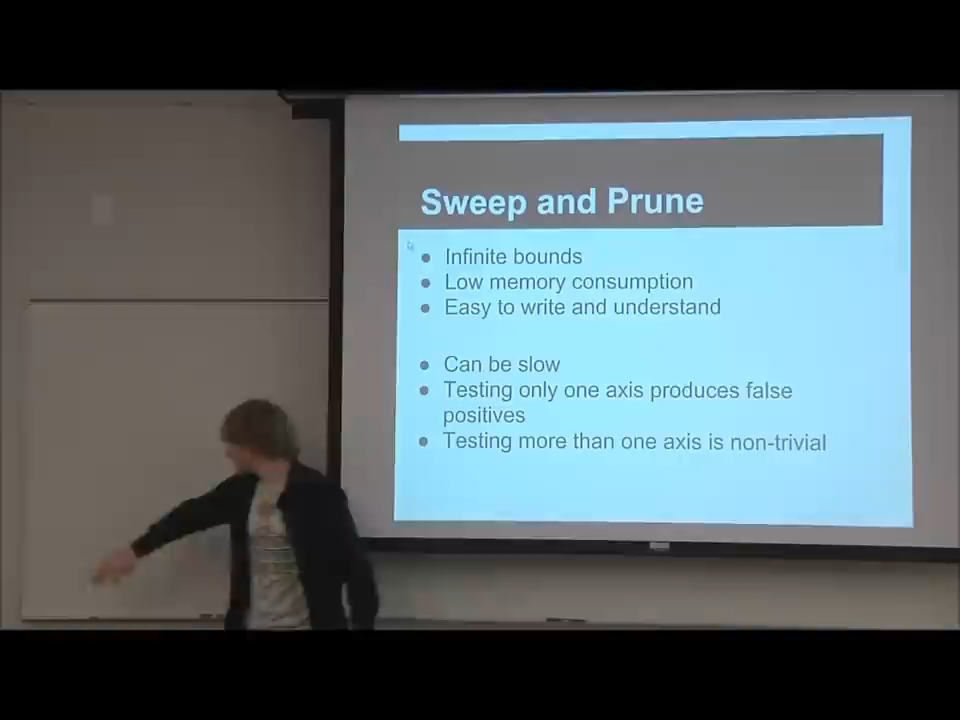 Sweep and Prune
● Infinite bounds
● Low memory consumption
● Easy to write and understand
● Can be slow
● Testing only one axis produces false
positives
● Testing more than one axis is non-trivial